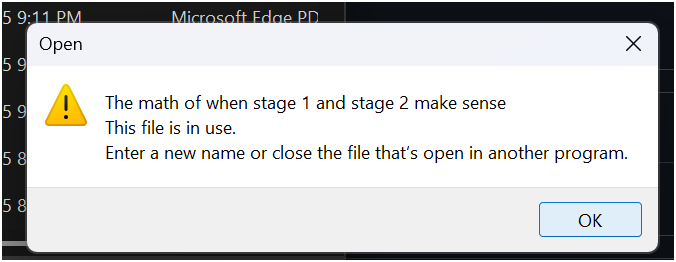 5 9:11 PM Microsoft Edge PD
Open
5 9
The math of when stage 1 and stage 2 make sense
5 9
This file is in use.
5 8
Enter a new name or close the file that's open in another program.
5 8
OK